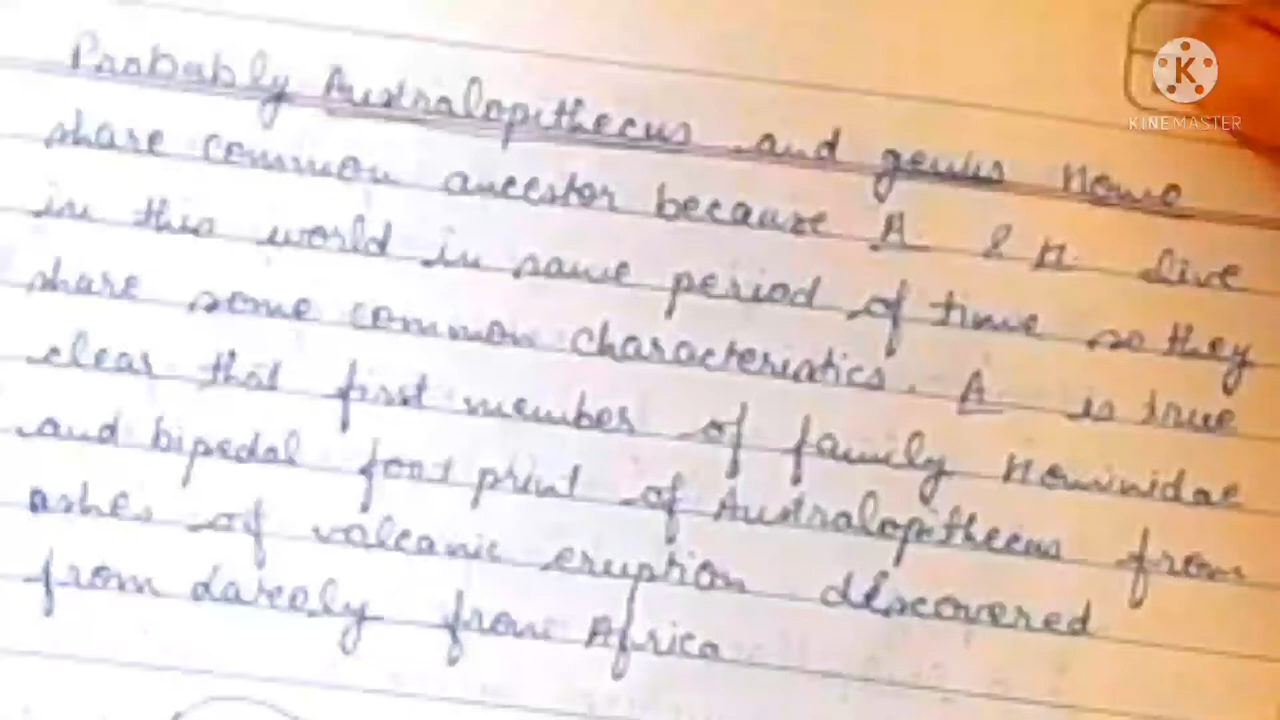 Probably Australopithecus and genus Homo
share common ancestor because A & H. live
in this world in same period of time so they
share some common characteristics. A. is true
clear that first member of family Hominidae
and bipedal foot print of Australopithecus from
ashes of volcanic eruption discovered
from from Africa
K
KINEMASTER